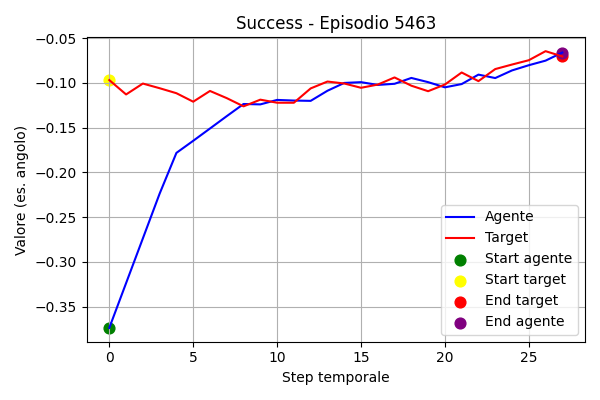 Success - Episodio 5463
Valore (es. angolo)
−0.05
−0.10
−0.15
−0.20
−0.25
−0.30
−0.35
0
5
10
15
20
25
Step temporale
Agente
Target
Start agente
Start target
End target
End agente